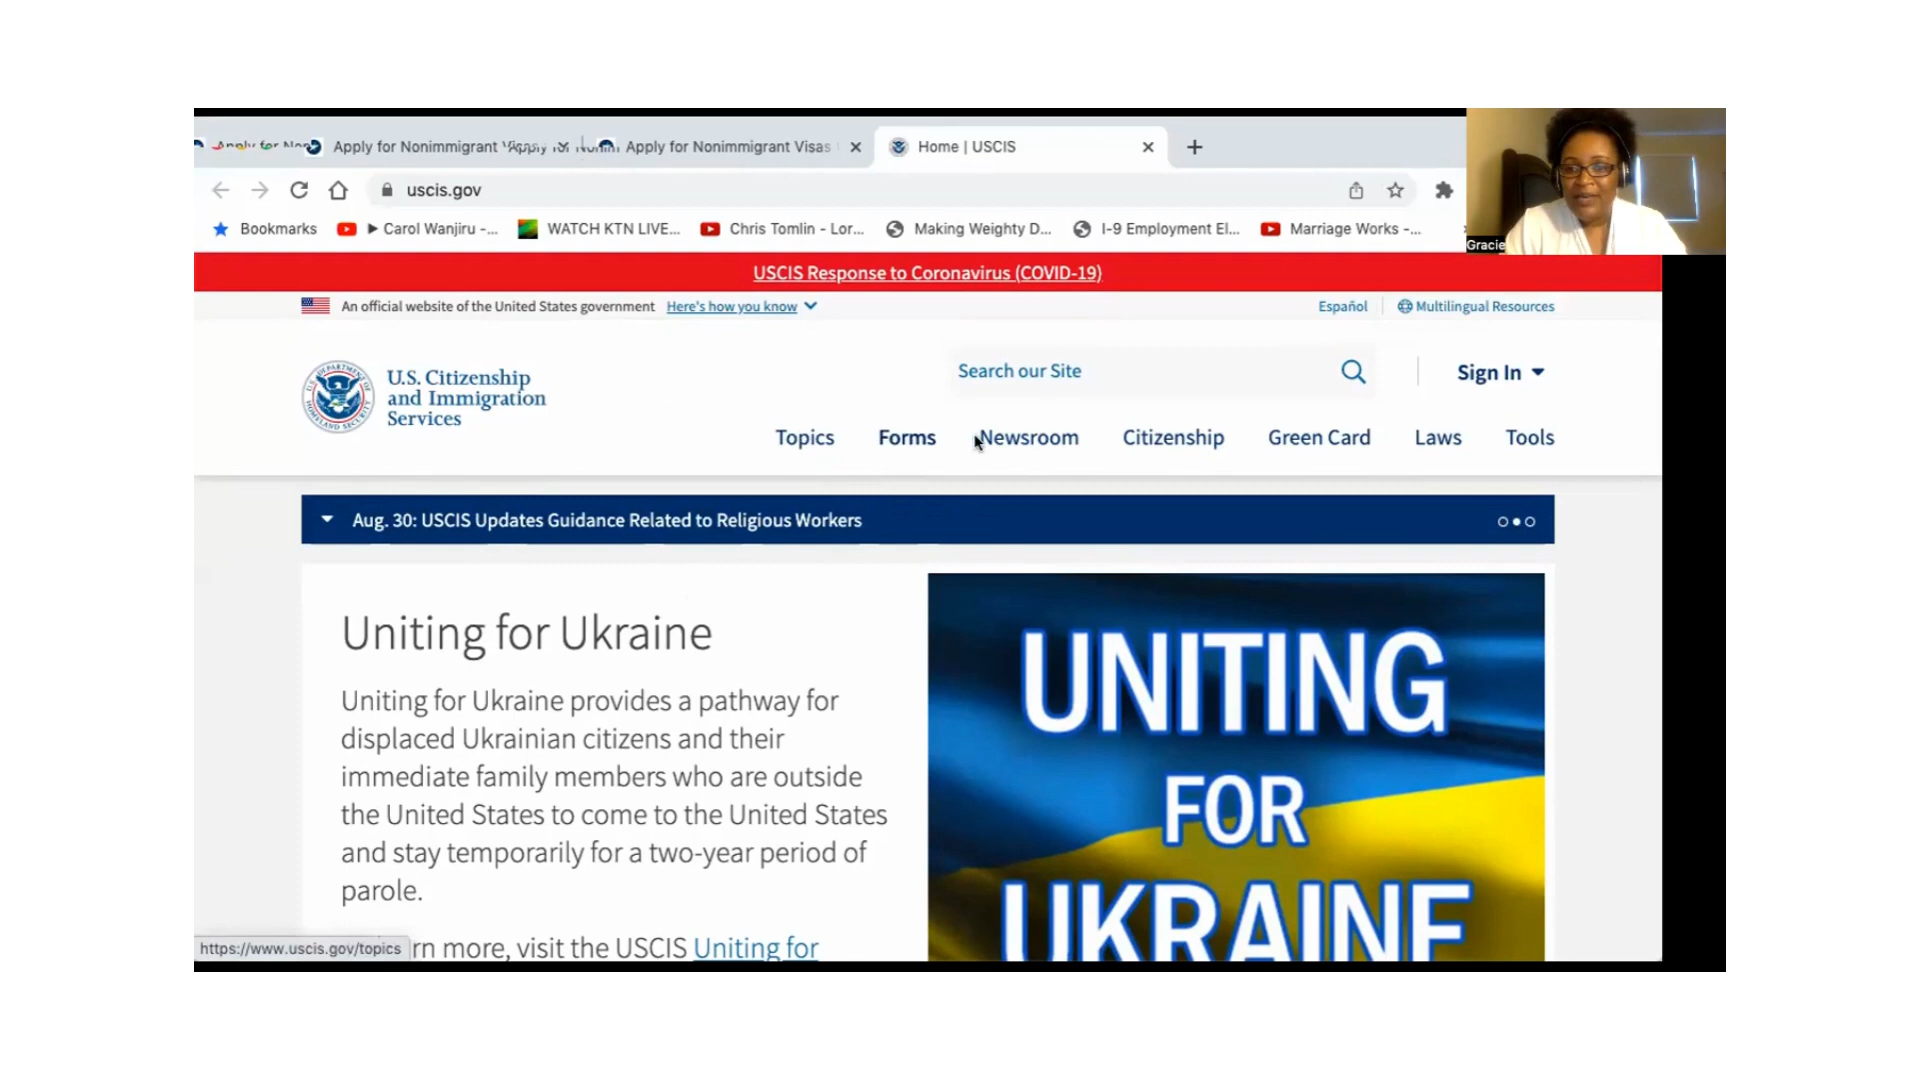 Apply for Nonimmigrant
Apply for Nonimmigrant Visas
Home | USCIS
uscis.gov
Bookmarks
Carol Wanjiru -...
WATCH KTN LIVE...
Chris Tomlin - Lor...
Making Weighty D...
I-9 Employment El...
Marriage Works -...
Gracie
USCIS Response to Coronavirus (COVID-19)
An official website of the United States government Here's how you know
Español
Multilingual Resources
U.S. Citizenship
and Immigration
Services
Search our Site
Sign In
Topics Forms Newsroom Citizenship Green Card Laws Tools
Aug. 30: USCIS Updates Guidance Related to Religious Workers
Uniting for Ukraine
Uniting for Ukraine provides a pathway for
displaced Ukrainian citizens and their
immediate family members who are outside
the United States to come to the United States
and stay temporarily for a two-year period of
parole.
rn more, visit the USCIS Uniting for
https://www.uscis.gov/topics
UNITING
FOR
UKRAINE